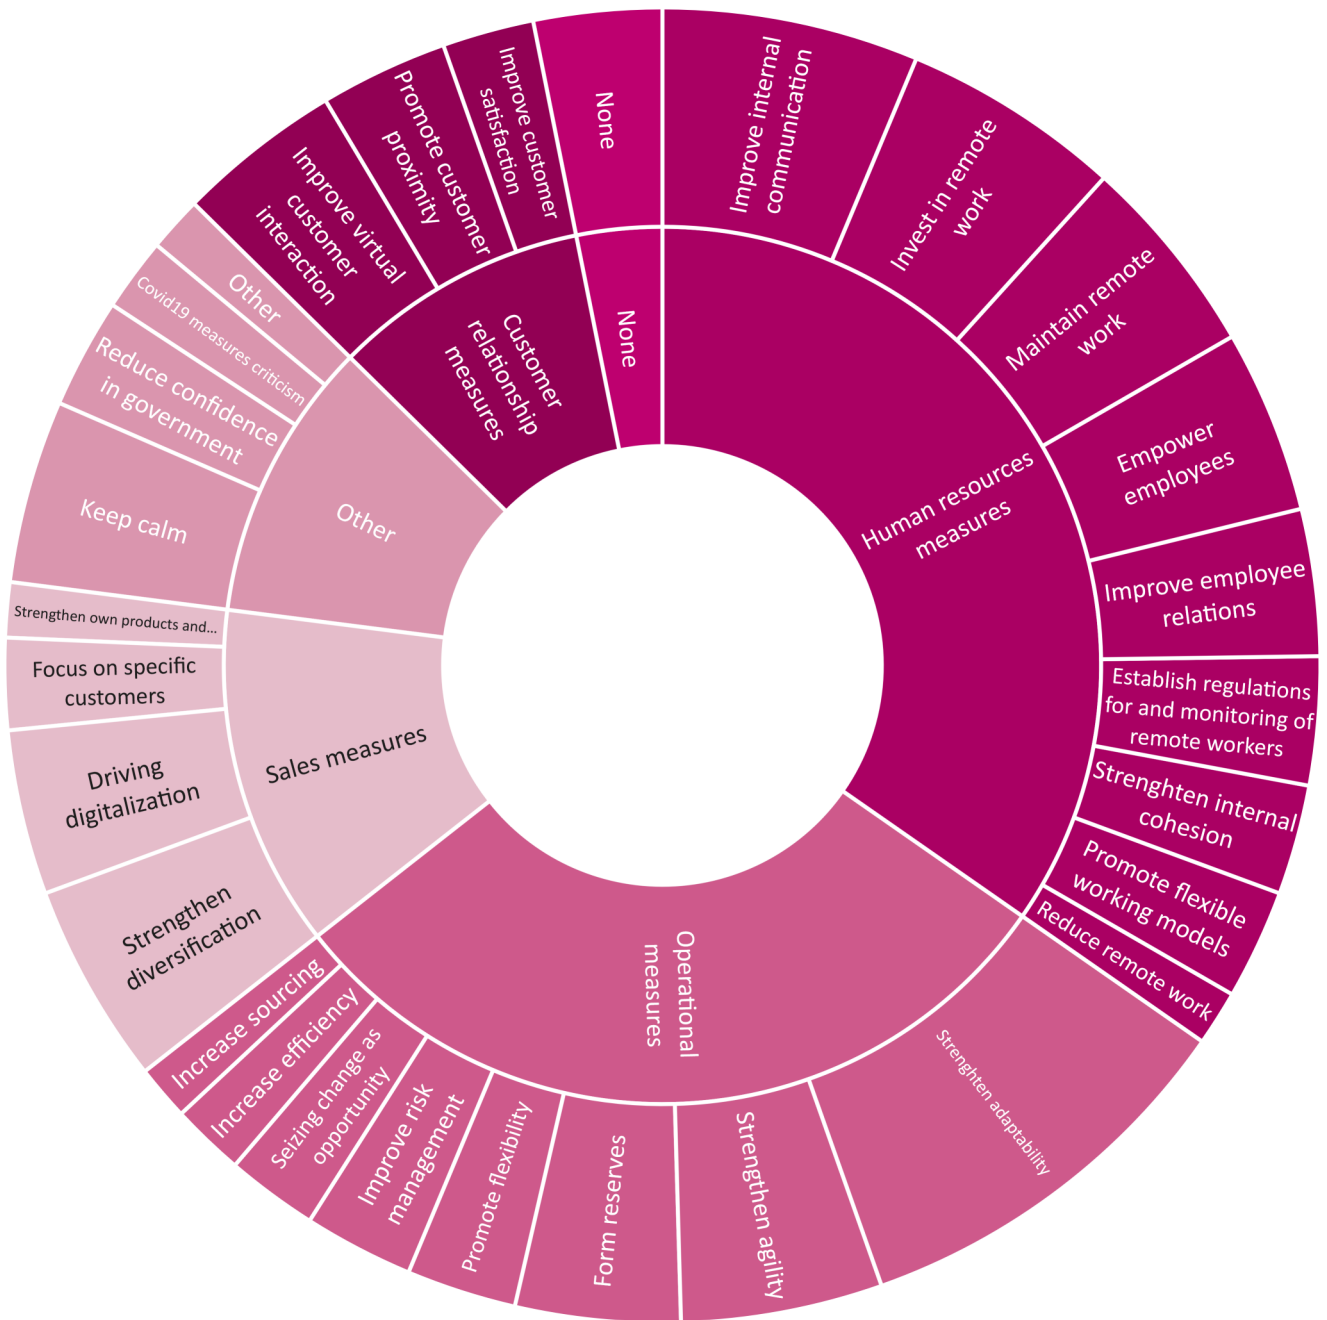 Improve internal
communication
Invest in remote
work
Maintain remote
work
Empower
employees
Improve employee
relations
Establish regulations
for and monitoring of
remote workers
Strenghten internal
cohesion
Promote flexible
working models
Reduce remote work
Strenghten adaptability
Strengthen agility
Form reserves
Promote flexibility
Improve risk
management
Seizing change as
opportunity
Increase efficiency
Increase sourcing
Strengthen
diversification
Driving
digitalization
Focus on specific
customers
Strengthen own products and...
Keep calm
Reduce confidence
in government
Covid19 measures criticism
Other
Improve virtual
customer
interaction
Promote customer
proximity
Improve customer
satisfaction
None
Human resources
measures
Operational
measures
Sales measures
Other
Customer
relationship
measures
None